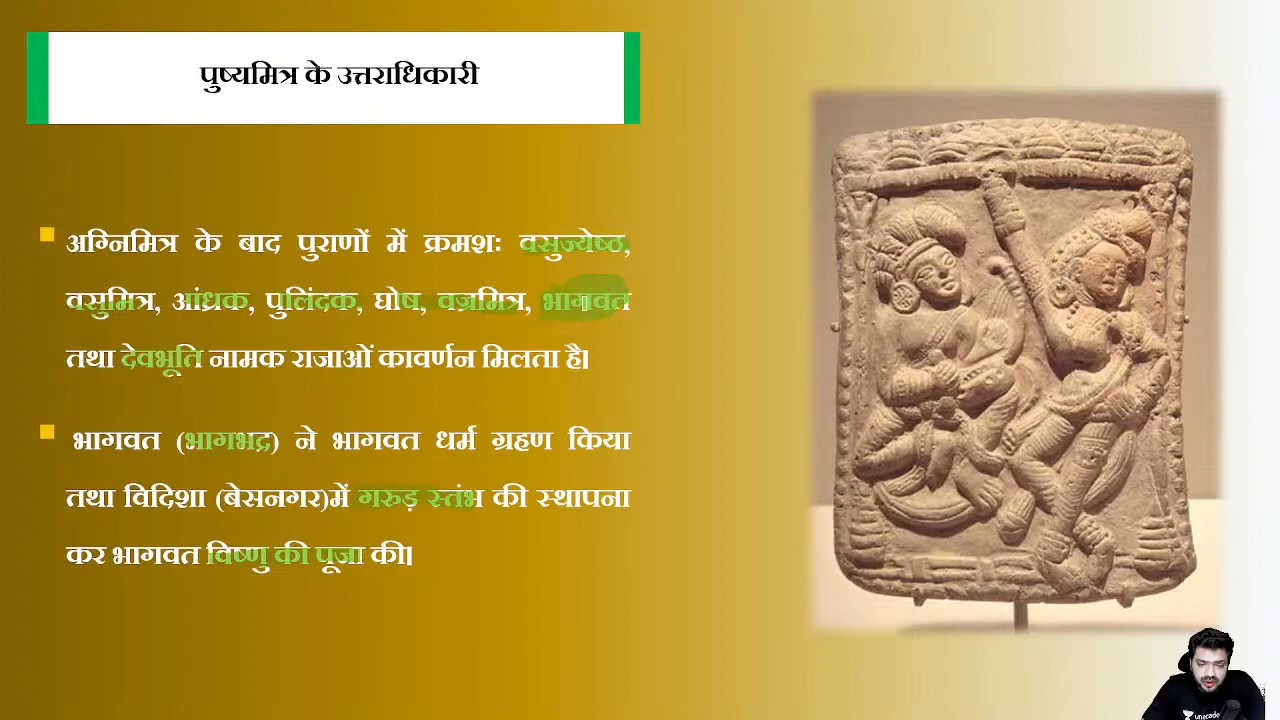 पुष्यमित्र के उत्तराधिकारी
अग्निमित्र के बाद पुराणों में क्रमशः वसुज्येष्ठ,
वसुमित्र, आंध्रक, पुलिंदक, घोष, वज्रमित्र, भागवत
तथा देवभूति नामक राजाओं कावर्णन मिलता है।
भागवत (भागभद्र) ने भागवत धर्म ग्रहण किया
तथा विदिशा (बेसनगर)में गरुड़ स्तंभ की स्थापना
कर भागवत विष्णु की पूजा की।